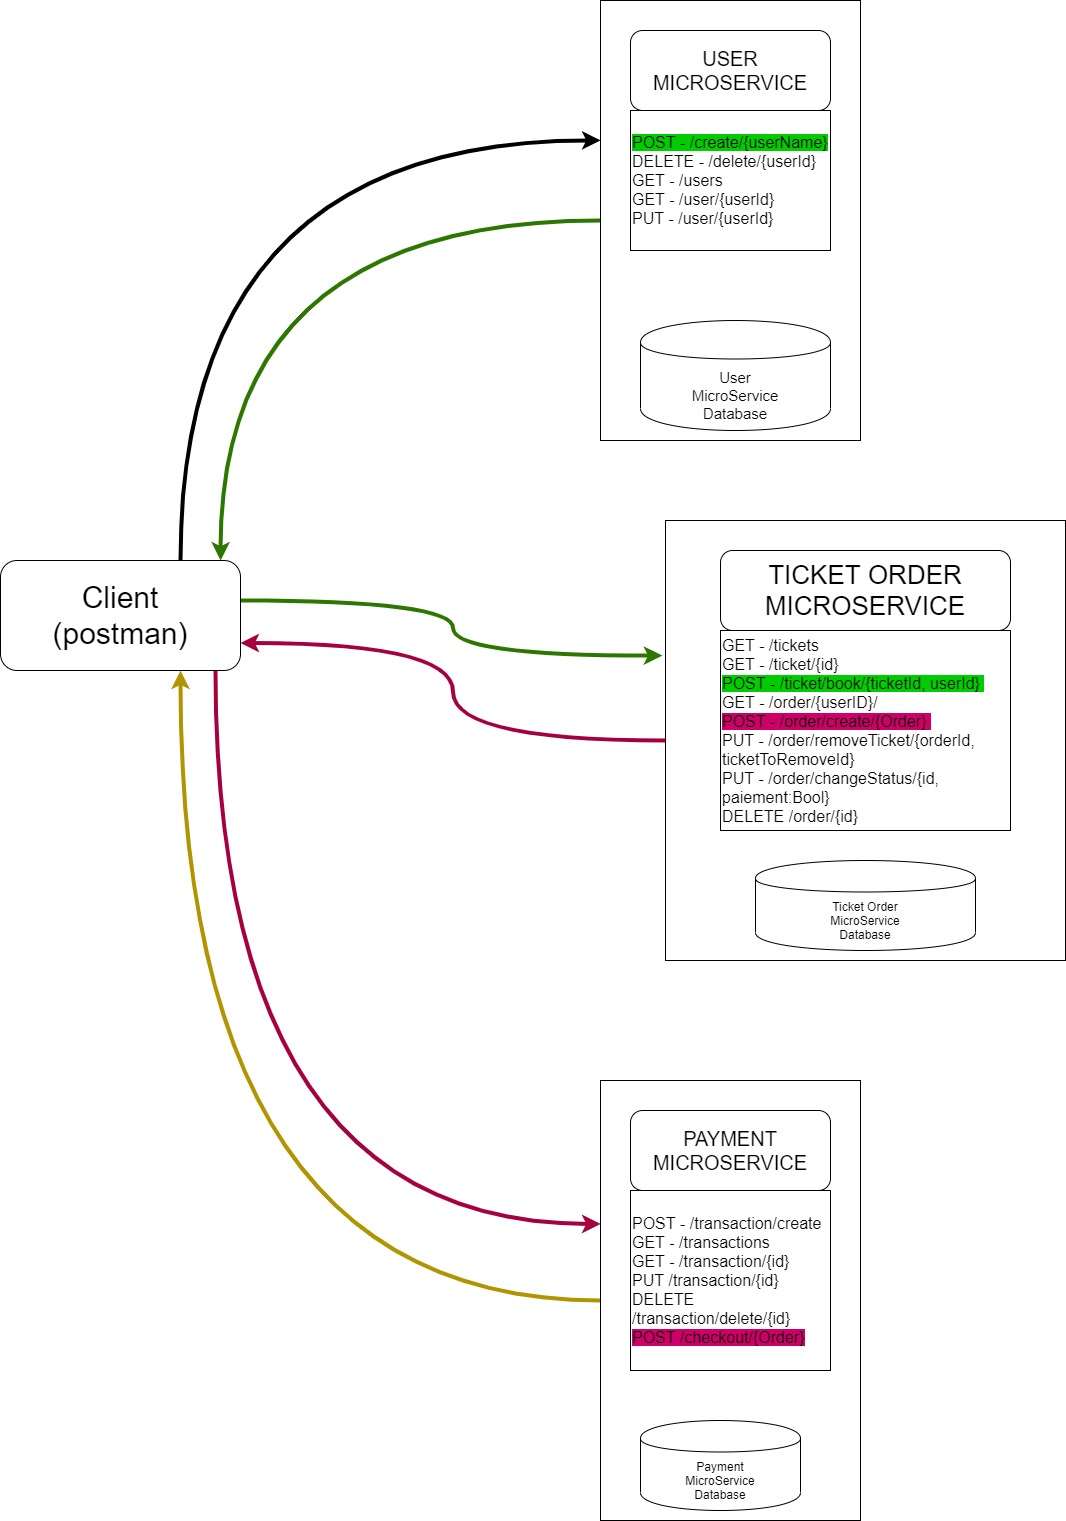 USER
MICROSERVICE
POST - /create/{userName}
DELETE - /delete/{userId}
GET - /users
GET - /user/{userId}
PUT - /user/{userId}
User
MicroService
Database
Client
(postman)
TICKET ORDER
MICROSERVICE
GET - /tickets
GET - /ticket/{id}
POST - /ticket/book/{ticketId, userId}
GET - /order/{userID}/
POST - /order/create/{Order}
PUT - /order/removeTicket/{orderId,
ticketToRemoveId}
PUT - /order/changeStatus/{id,
paiement:Bool}
DELETE /order/{id}
Ticket Order
MicroService
Database
PAYMENT
MICROSERVICE
POST - /transaction/create
GET - /transactions
GET - /transaction/{id}
PUT /transaction/{id}
DELETE
/transaction/delete/{id}
POST /checkout/{Order}
Payment
MicroService
Database